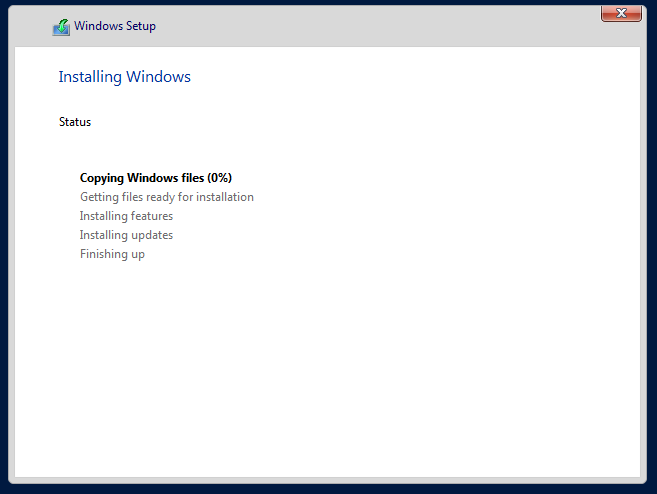 Windows Setup
Installing Windows
Status
Copying Windows files (0%)
Getting files ready for installation
Installing features
Installing updates
Finishing up